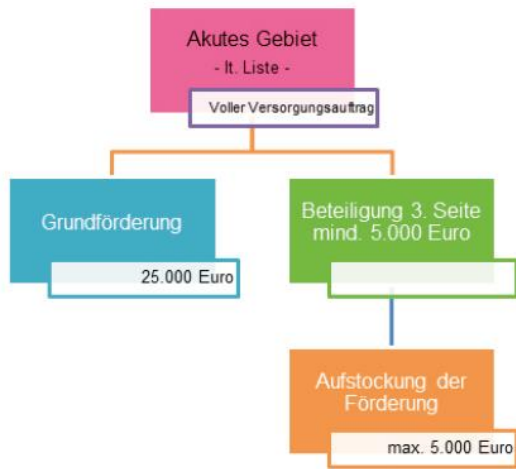 Akutes Gebiet
- lt. Liste -
Voller Versorgungsauftrag
Grundförderung
25.000 Euro
Beteiligung 3. Seite
mind. 5.000 Euro
Aufstockung der
Förderung
max. 5.000 Euro